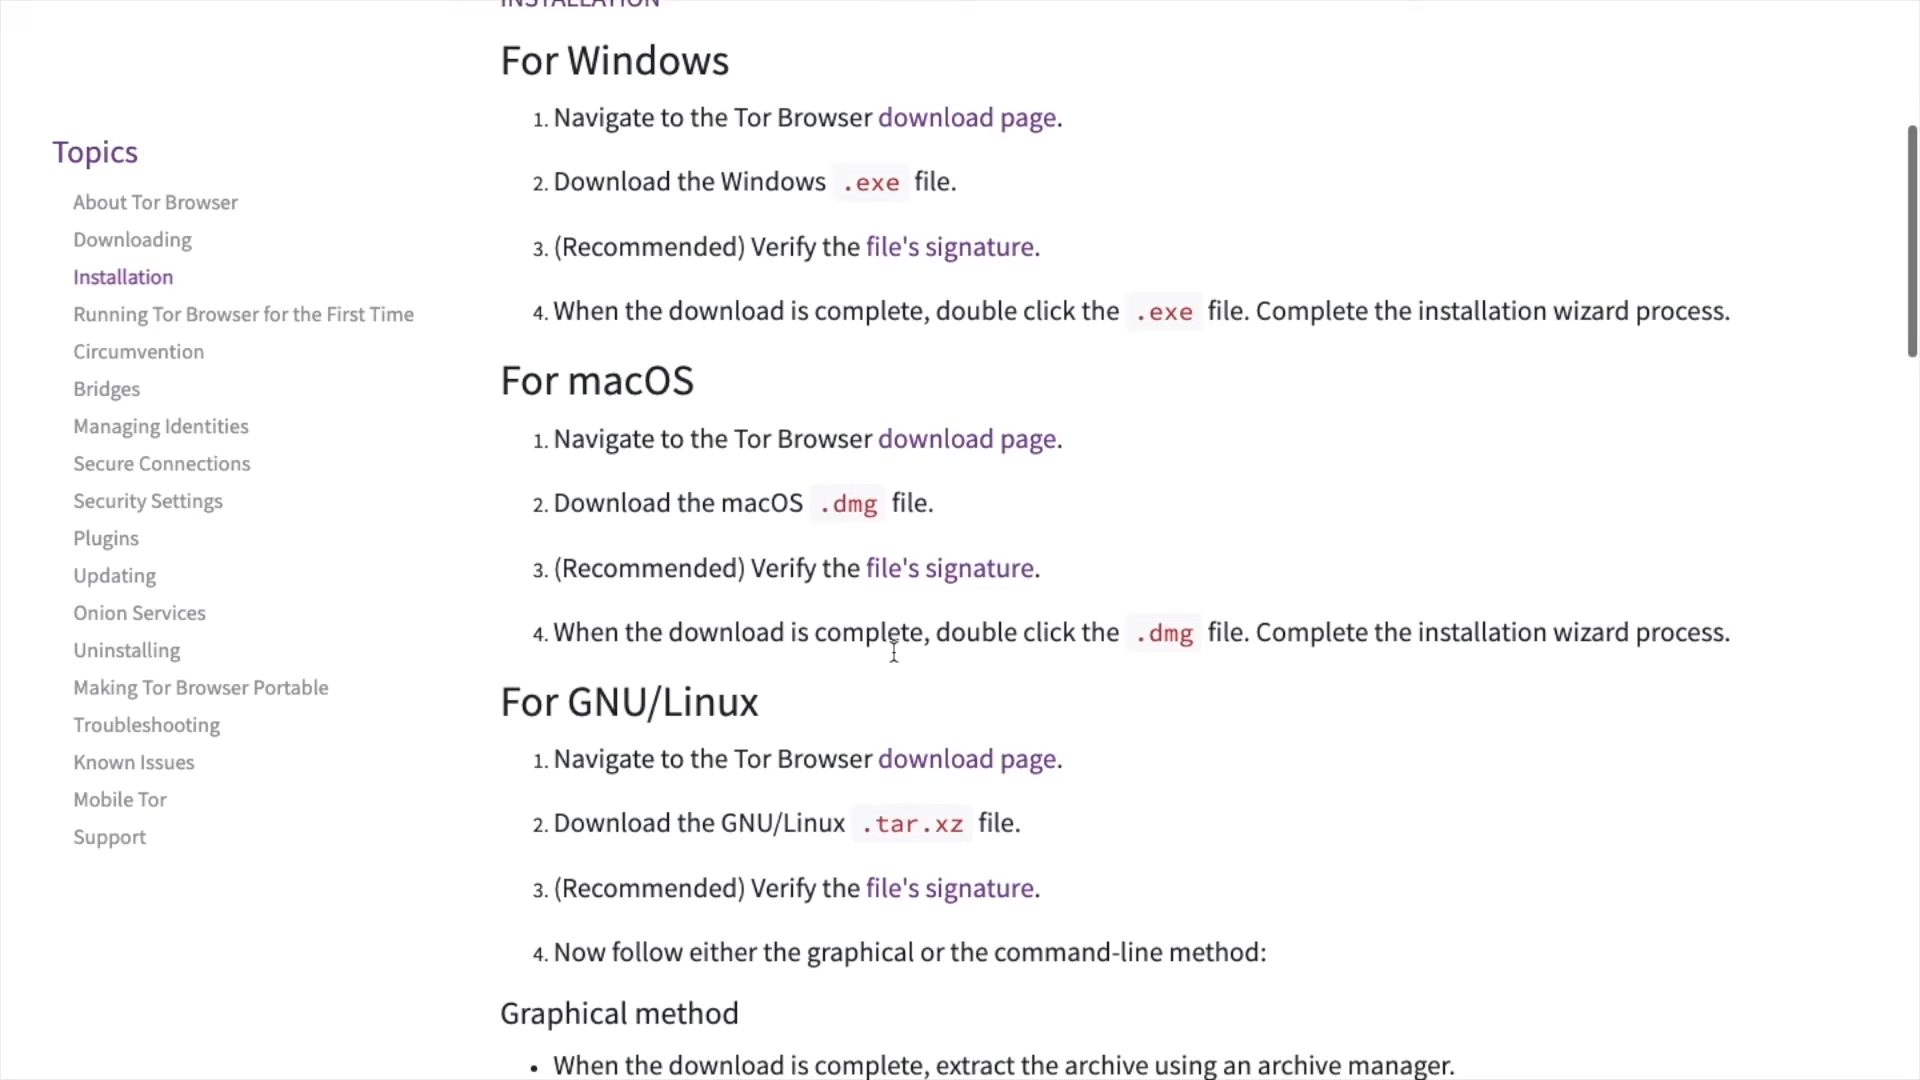 INSTALLATION
For Windows
1. Navigate to the Tor Browser download page.
2. Download the Windows .exe file.
3. (Recommended) Verify the file's signature.
4. When the download is complete, double click the .exe file. Complete the installation wizard process.
For macOS
1. Navigate to the Tor Browser download page.
2. Download the macOS .dmg file.
3. (Recommended) Verify the file's signature.
4. When the download is complete, double click the .dmg file. Complete the installation wizard process.
For GNU/Linux
1. Navigate to the Tor Browser download page.
2. Download the GNU/Linux .tar.xz file.
3. (Recommended) Verify the file's signature.
4. Now follow either the graphical or the command-line method:
Graphical method
• When the download is complete, extract the archive using an archive manager.
Topics
About Tor Browser
Downloading
Installation
Running Tor Browser for the First Time
Circumvention
Bridges
Managing Identities
Secure Connections
Security Settings
Plugins
Updating
Onion Services
Uninstalling
Making Tor Browser Portable
Troubleshooting
Known Issues
Mobile Tor
Support